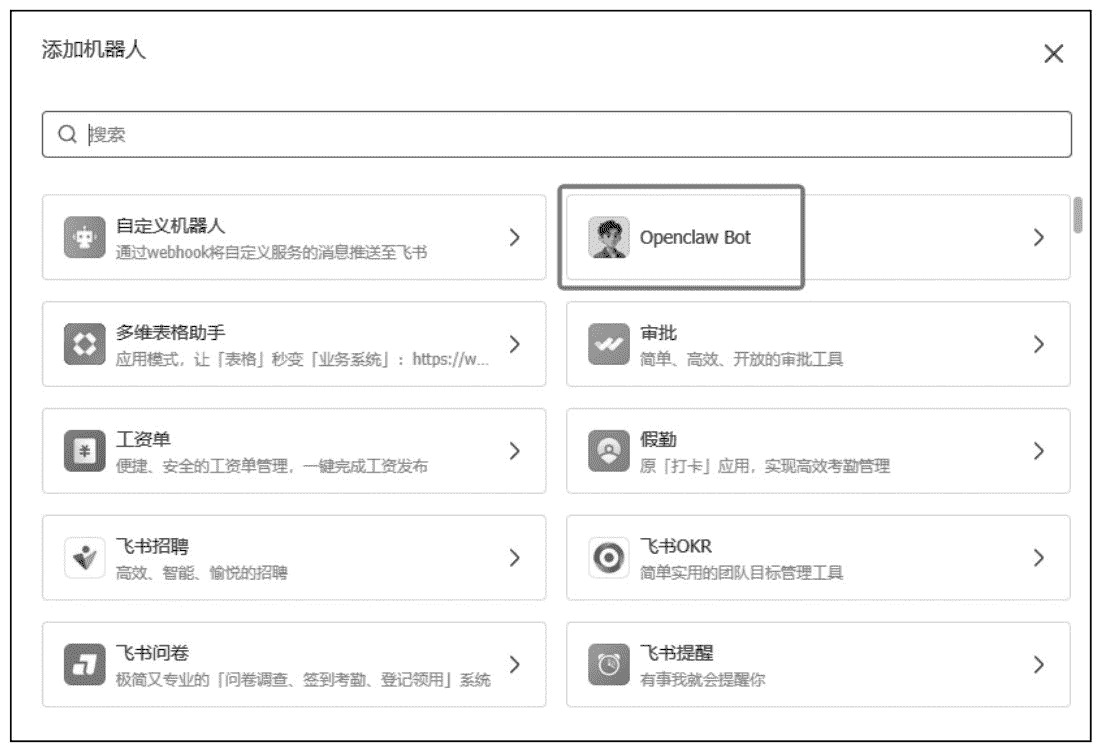 添加机器人
搜索
自定义机器人
通过webhook将自定义服务的消息推送至飞书
Openclaw Bot
多维表格助手
应用模式，让「表格」秒变「业务系统」：https://w...
审批
简单、高效、开放的审批工具
工资单
便捷、安全的工资单管理，一键完成工资发布
假勤
原「打卡」应用，实现高效考勤管理
飞书招聘
高效、智能、愉悦的招聘
飞书OKR
简单实用的团队目标管理工具
飞书问卷
极简又专业的「问卷调查、签到考勤、登记领用」系统
飞书提醒
有事我就会提醒你